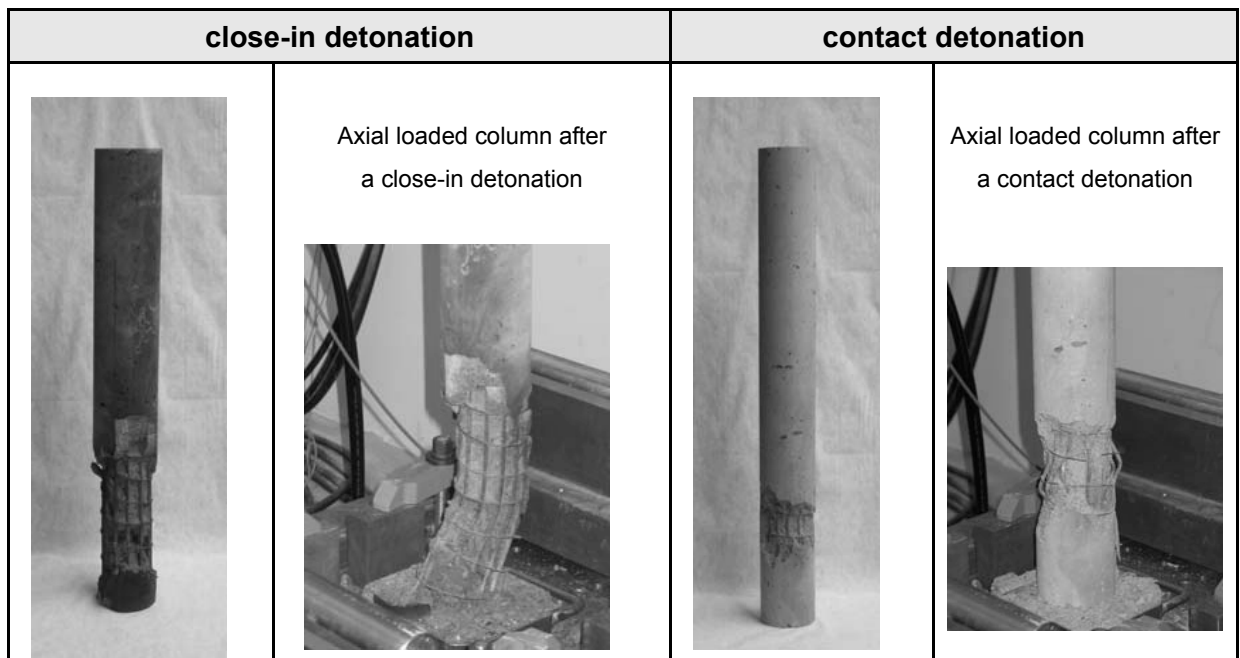 close-in detonation
contact detonation
Axial loaded column after
a close-in detonation
Axial loaded column after
a contact detonation